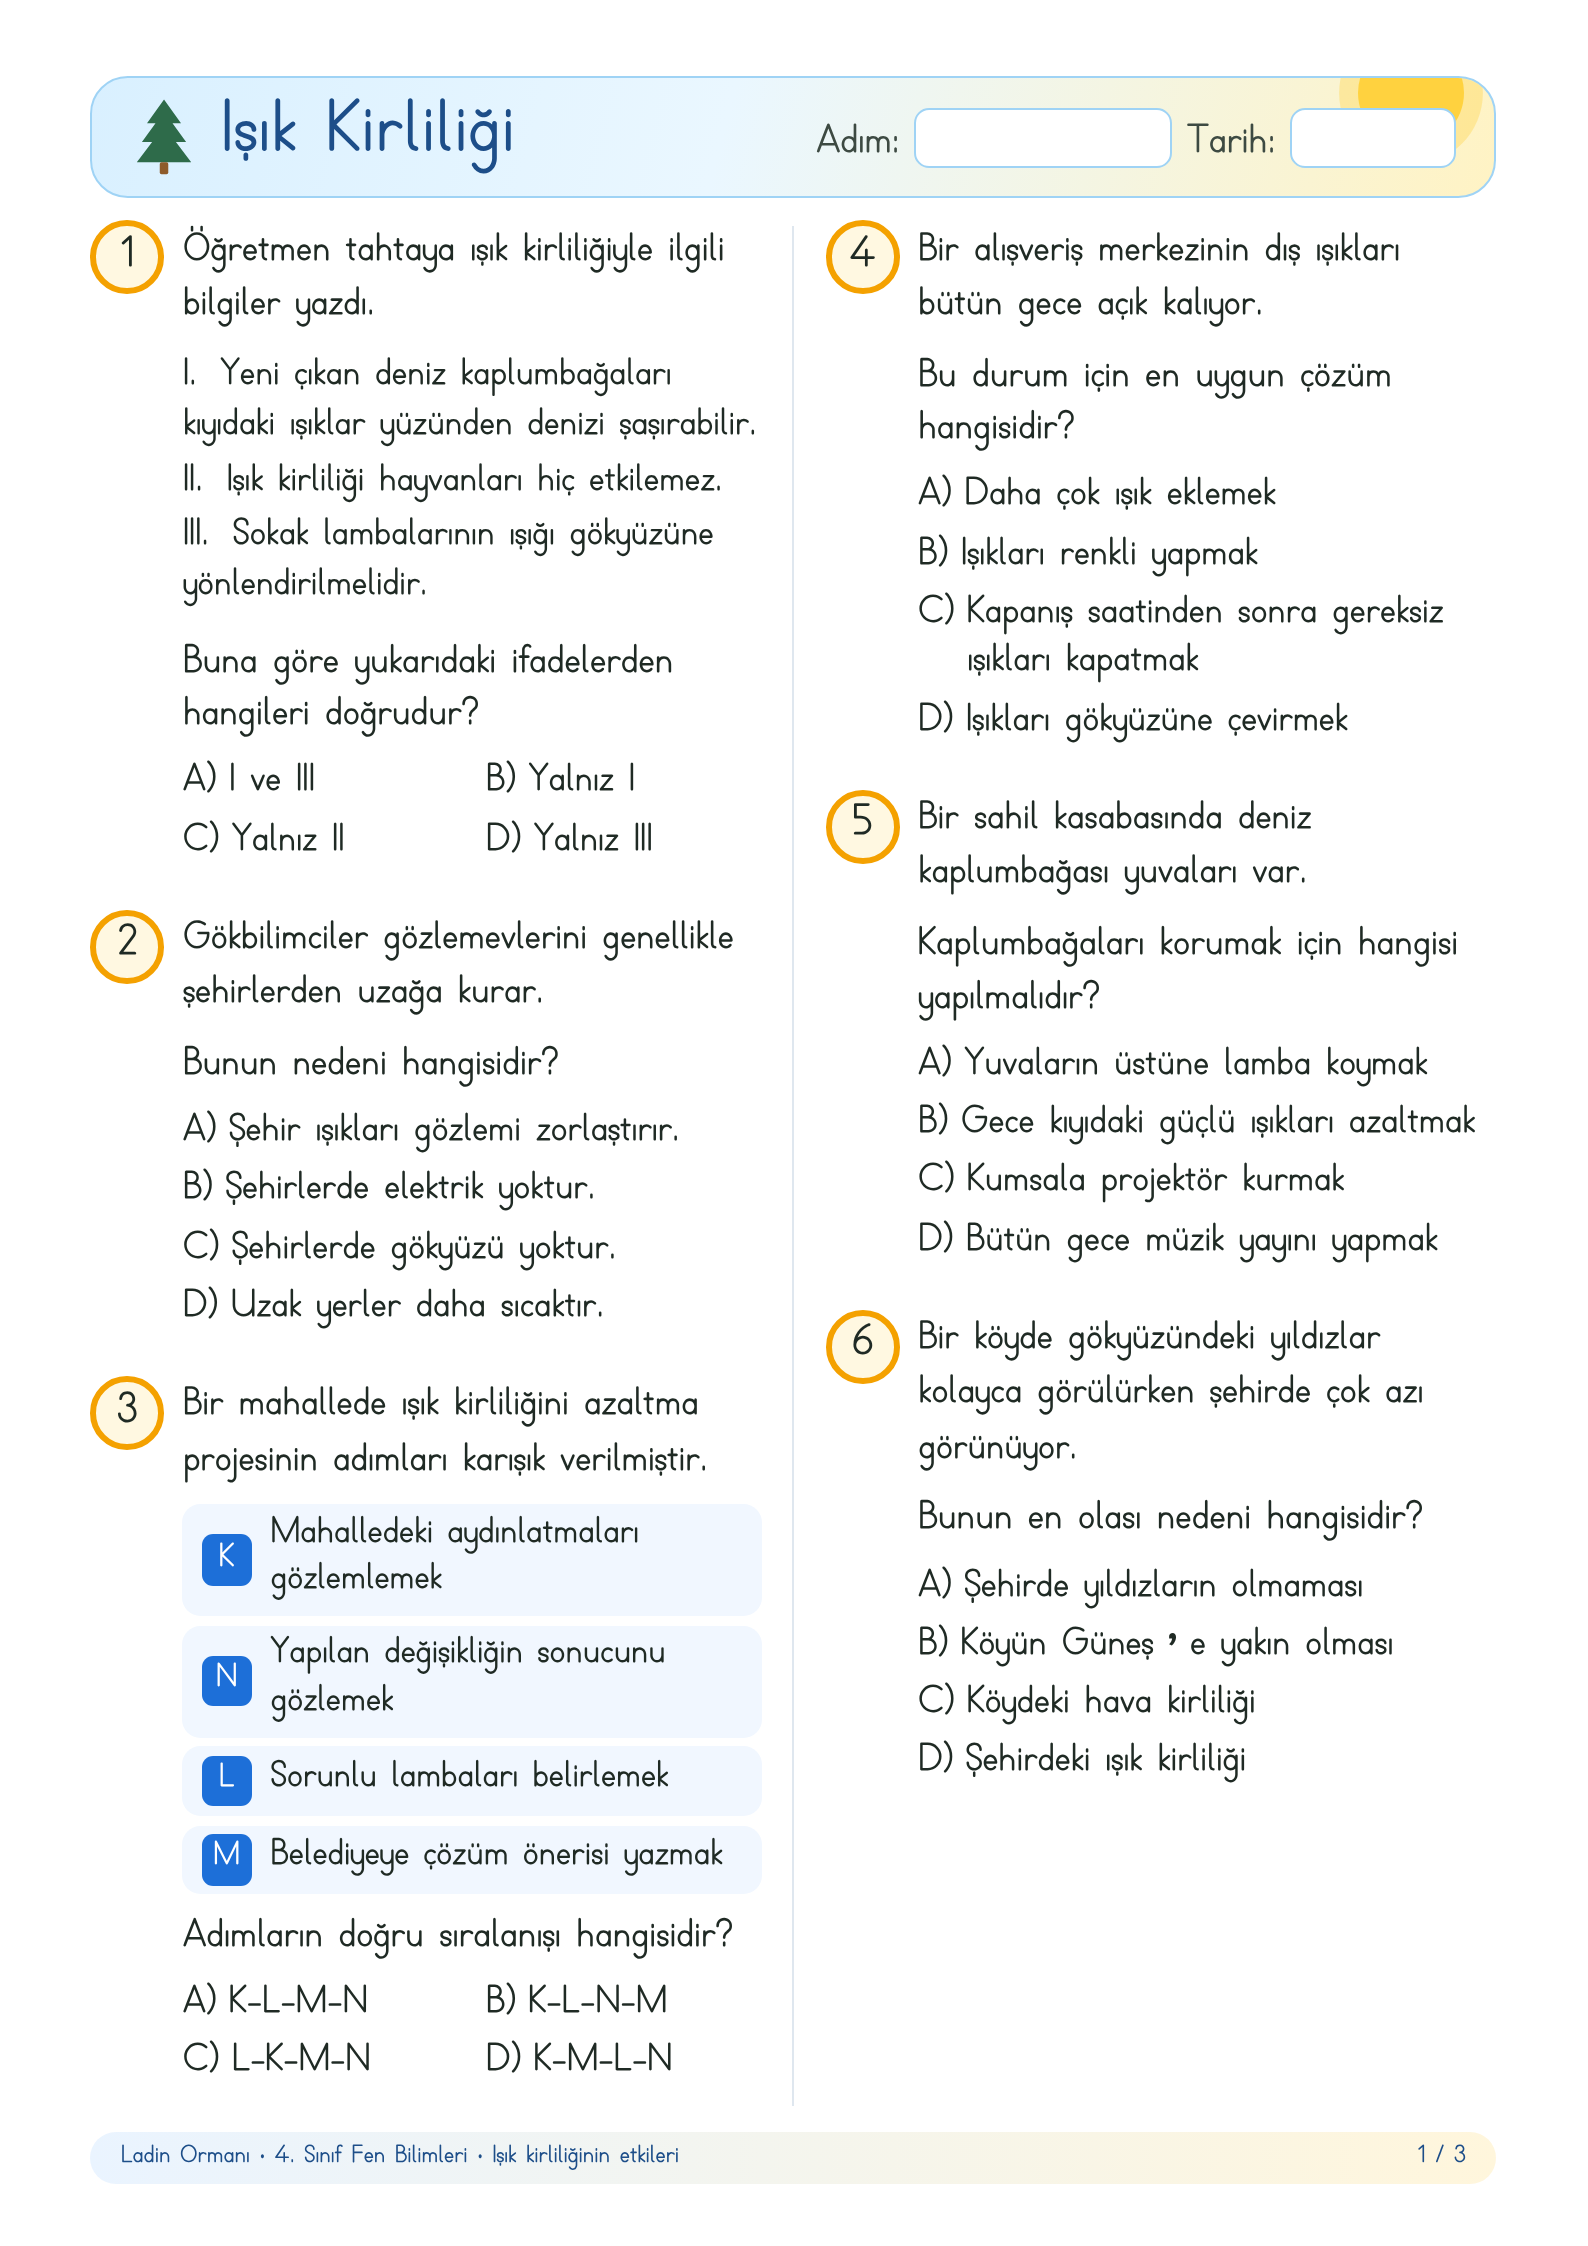 Işık Kirliliği
Adım:
Tarih:
1
Öğretmen tahtaya ışık kirliliğiyle ilgili
bilgiler yazdı.
I. Yeni çıkan deniz kaplumbağaları
kıyıdaki ışıklar yüzünden denizi şaşırabilir.
II. Işık kirliliği hayvanları hiç etkilemez.
III. Sokak lambalarının ışığı gökyüzüne
yönlendirilmelidir.
Buna göre yukarıdaki ifadelerden
hangileri doğrudur?
A) I ve III
B) Yalnız I
C) Yalnız II
D) Yalnız III
2
Gökbilimciler gözlemevlerini genellikle
şehirlerden uzağa kurar.
Bunun nedeni hangisidir?
A) Şehir ışıkları gözlemi zorlaştırır.
B) Şehirlerde elektrik yoktur.
C) Şehirlerde gökyüzü yoktur.
D) Uzak yerler daha sıcaktır.
3
Bir mahallede ışık kirliliğini azaltma
projesinin adımları karışık verilmiştir.
K
Mahalledeki aydınlatmaları
gözlemlemek
N
Yapılan değişikliğin sonucunu
gözlemek
L
Sorunlu lambaları belirlemek
M
Belediyeye çözüm önerisi yazmak
Adımların doğru sıralanışı hangisidir?
A) K-L-M-N
B) K-L-N-M
C) L-K-M-N
D) K-M-L-N
4
Bir alışveriş merkezinin dış ışıkları
bütün gece açık kalıyor.
Bu durum için en uygun çözüm
hangisidir?
A) Daha çok ışık eklemek
B) Işıkları renkli yapmak
C) Kapanış saatinden sonra gereksiz
ışıkları kapatmak
D) Işıkları gökyüzüne çevirmek
5
Bir sahil kasabasında deniz
kaplumbağası yuvaları var.
Kaplumbağaları korumak için hangisi
yapılmalıdır?
A) Yuvaların üstüne lamba koymak
B) Gece kıyıdaki güçlü ışıkları azaltmak
C) Kumsala projektör kurmak
D) Bütün gece müzik yayını yapmak
6
Bir köyde gökyüzündeki yıldızlar
kolayca görülürken şehirde çok azı
görünüyor.
Bunun en olası nedeni hangisidir?
A) Şehirde yıldızların olmaması
B) Köyün Güneş ’ e yakın olması
C) Köydeki hava kirliliği
D) Şehirdeki ışık kirliliği
Ladin Ormanı • 4. Sınıf Fen Bilimleri • Işık kirliliğinin etkileri
1 / 3